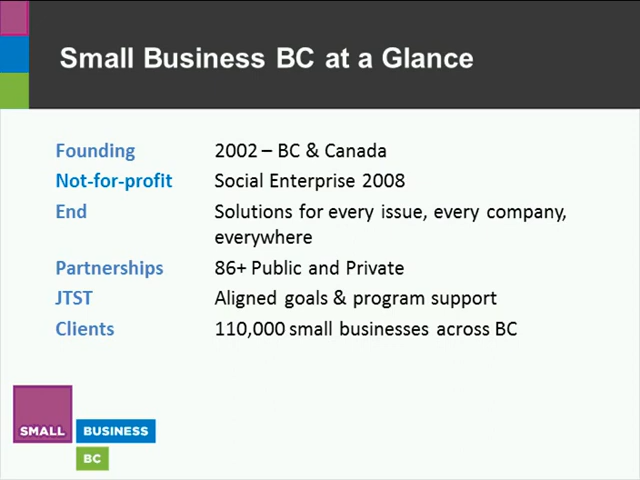 Small Business BC at a Glance
Founding 2002 – BC & Canada
Not-for-profit Social Enterprise 2008
End Solutions for every issue, every company,
everywhere
Partnerships 86+ Public and Private
JTST Aligned goals & program support
Clients 110,000 small businesses across BC
SMALL BUSINESS
BC